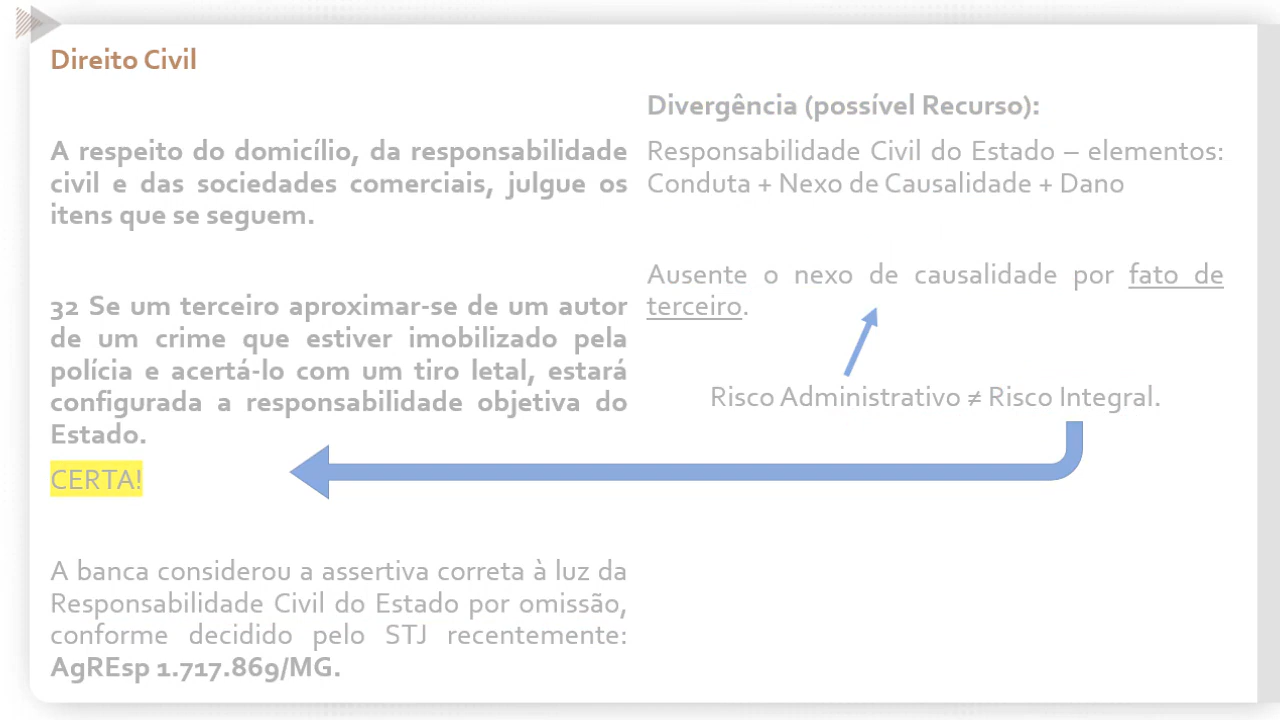 Direito Civil
A respeito do domicílio, da responsabilidade
civil e das sociedades comerciais, julgue os
itens que se seguem.
32 Se um terceiro aproximar-se de um autor
de um crime que estiver imobilizado pela
polícia e acertá-lo com um tiro letal, estará
configurada a responsabilidade objetiva do
Estado.
CERTA!
A banca considerou a assertiva correta à luz da
Responsabilidade Civil do Estado por omissão,
conforme decidido pelo STJ recentemente:
AgREsp 1.717.869/MG.
Divergência (possível Recurso):
Responsabilidade Civil do Estado – elementos:
Conduta + Nexo de Causalidade + Dano
Ausente o nexo de causalidade por fato de
terceiro.
Risco Administrativo ≠ Risco Integral.